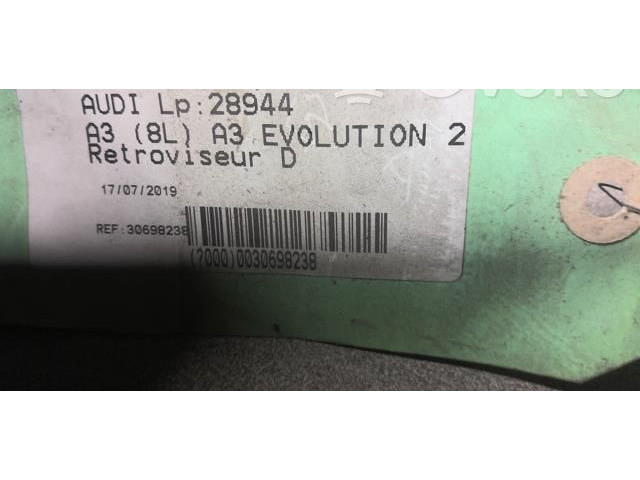 AUDI Lp:28944
A3 (8L) A3 EVOLUTION 2
Retroviseur D
17/07/2019
REF:30698238
(7000)0030698238